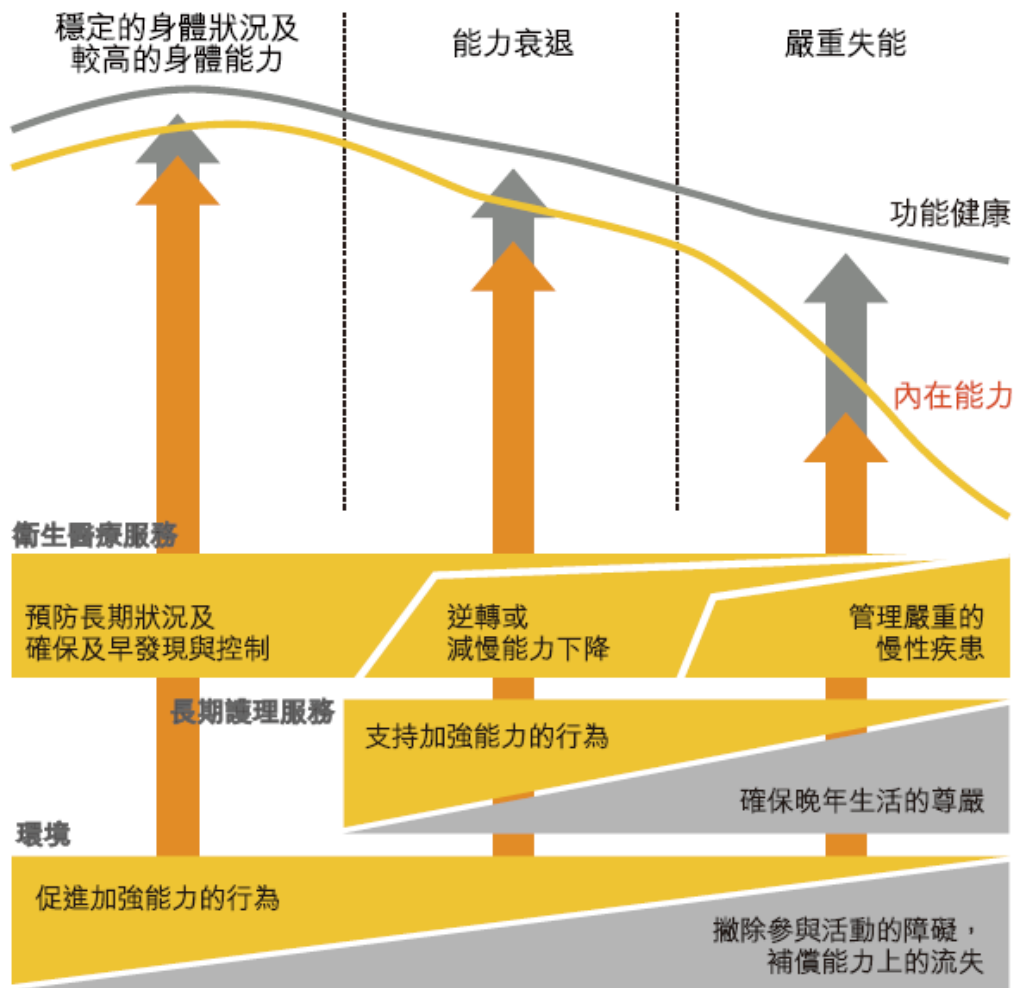 穩定的身體狀況及
較高的身體能力
能力衰退
嚴重失能
功能健康
內在能力
衛生醫療服務
預防長期狀況及
確保及早發現與控制
逆轉或
減慢能力下降
管理嚴重的
慢性疾患
長期護理服務
支持加強能力的行為
確保晚年生活的尊嚴
環境
促進加強能力的行為
撇除參與活動的障礙，
補償能力上的流失